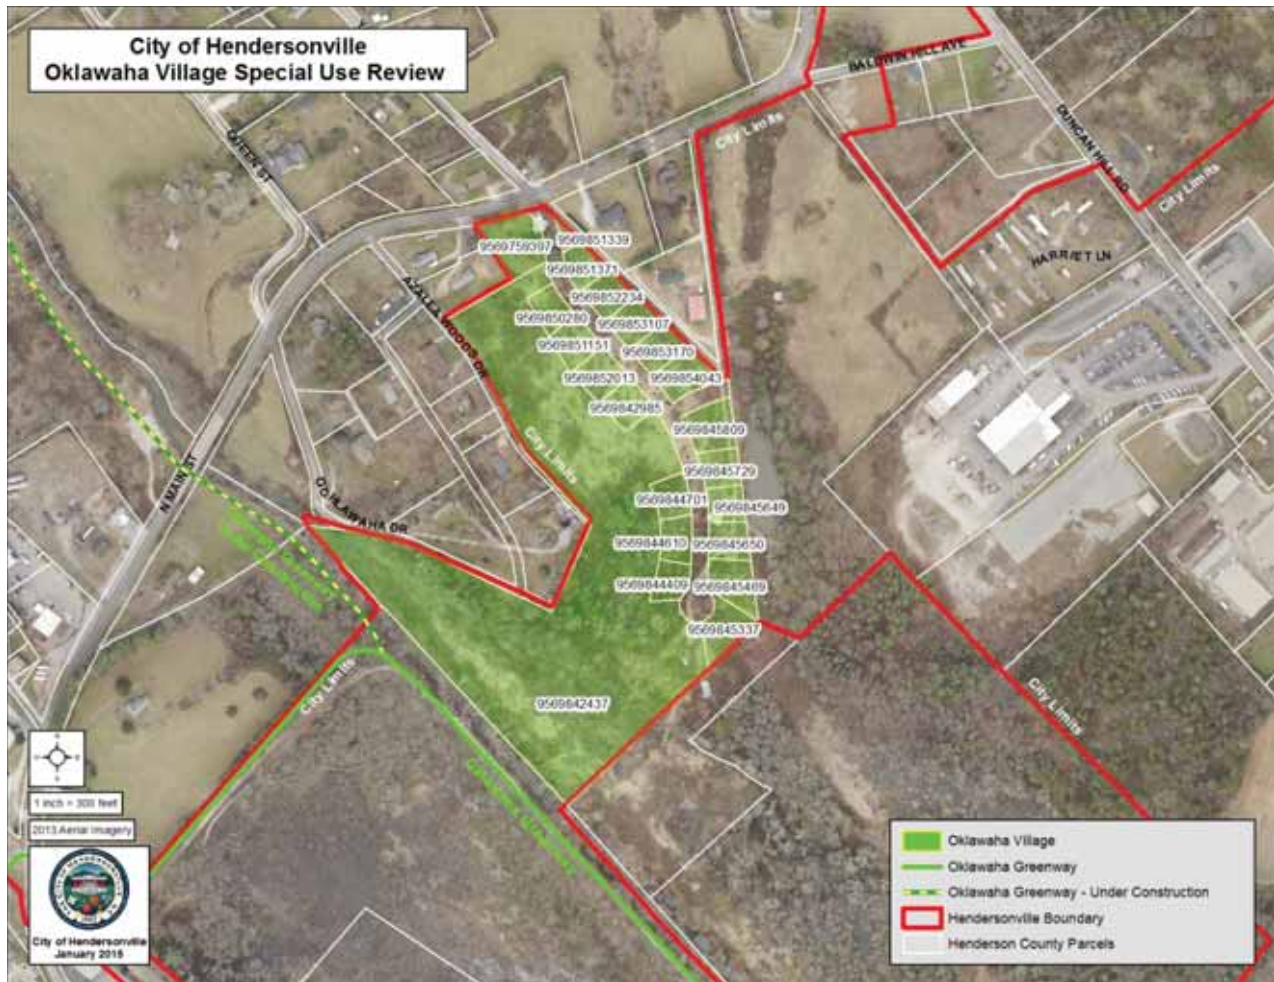 City of Hendersonville
Oklawaha Village Special Use Review
BALDWIN HILL AVE
City Limits
DUNCAN HILL RD
QUEEN ST
City Limits
HARRIET LN
9569759397
9569851339
9569851371
9569852234
9569850280
9569853107
9569851151
9569853170
9569852013
9569854043
9569842985
9569845809
AZALEA WOODS DR
City Limits
9569845729
9569844701
9569845649
N MAIN ST
9569844610
9569845650
9569844409
9569845469
9569845337
City Limits
City Limits
9569842437
1 inch = 300 feet
2013 Aerial Imagery
City of Hendersonville
January 2015
Oklawaha Village
Oklawaha Greenway
Oklawaha Greenway - Under Construction
Hendersonville Boundary
Henderson County Parcels